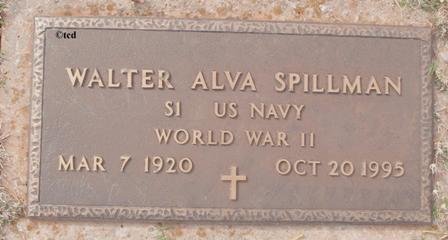 ©tcd
WALTER ALVA SPILLMAN
S1 US NAVY
WORLD WAR II
MAR 7 1920 OCT 20 1995